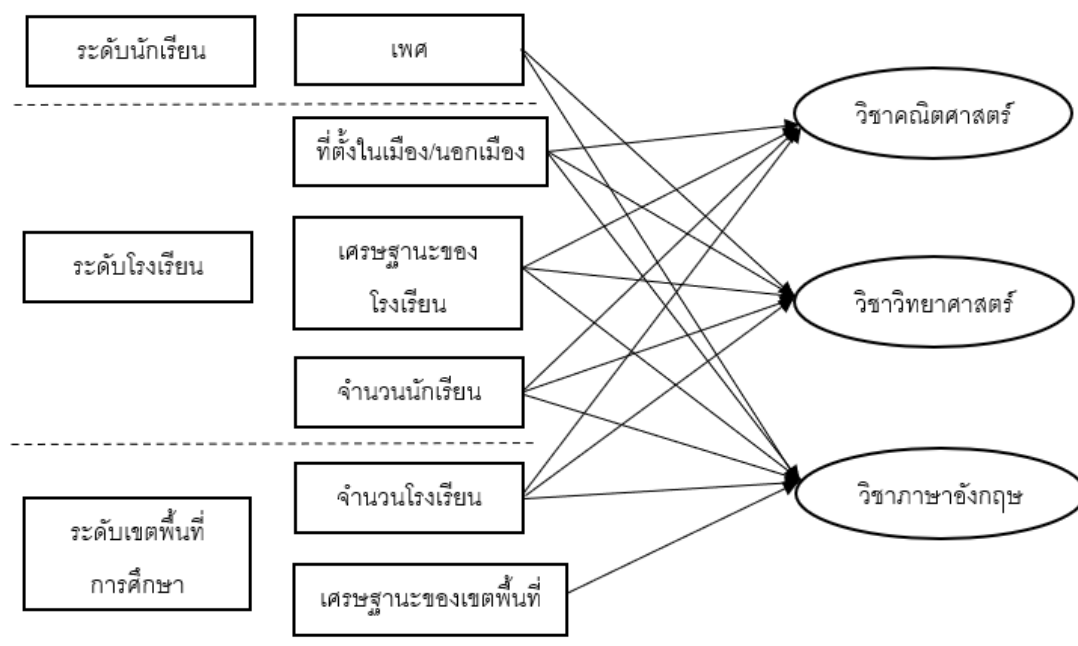 ระดับนักเรียน
เพศ
ที่ตั้งในเมือง/นอกเมือง
วิชาคณิตศาสตร์
ระดับโรงเรียน
เศรษฐานะของ
โรงเรียน
วิชาวิทยาศาสตร์
จำนวนนักเรียน
จำนวนโรงเรียน
วิชาภาษาอังกฤษ
ระดับเขตพื้นที่
การศึกษา
เศรษฐานะของเขตพื้นที่